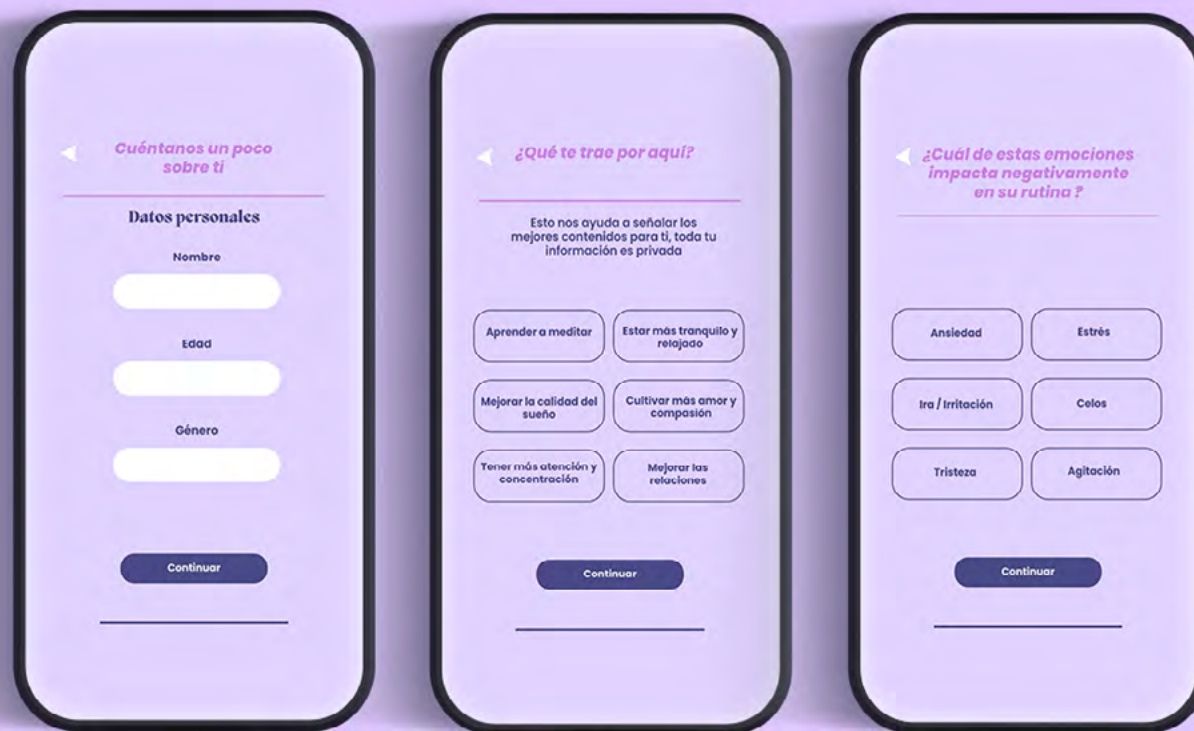 Cuéntanos un poco
sobre ti
Datos personales
Nombre
Edad
Género
Continuar
¿Qué te trae por aquí?
Esto nos ayuda a señalar los
mejores contenidos para ti, toda tu
información es privada
Aprender a meditar
Estar más tranquilo y
relajado
Mejorar la calidad del
sueño
Cultivar más amor y
compasión
Tener más atención y
concentración
Mejorar las
relaciones
Continuar
¿Cuál de estas emociones
impacta negativamente
en su rutina ?
Ansiedad
Estrés
Ira / Irritación
Celos
Tristeza
Agitación
Continuar